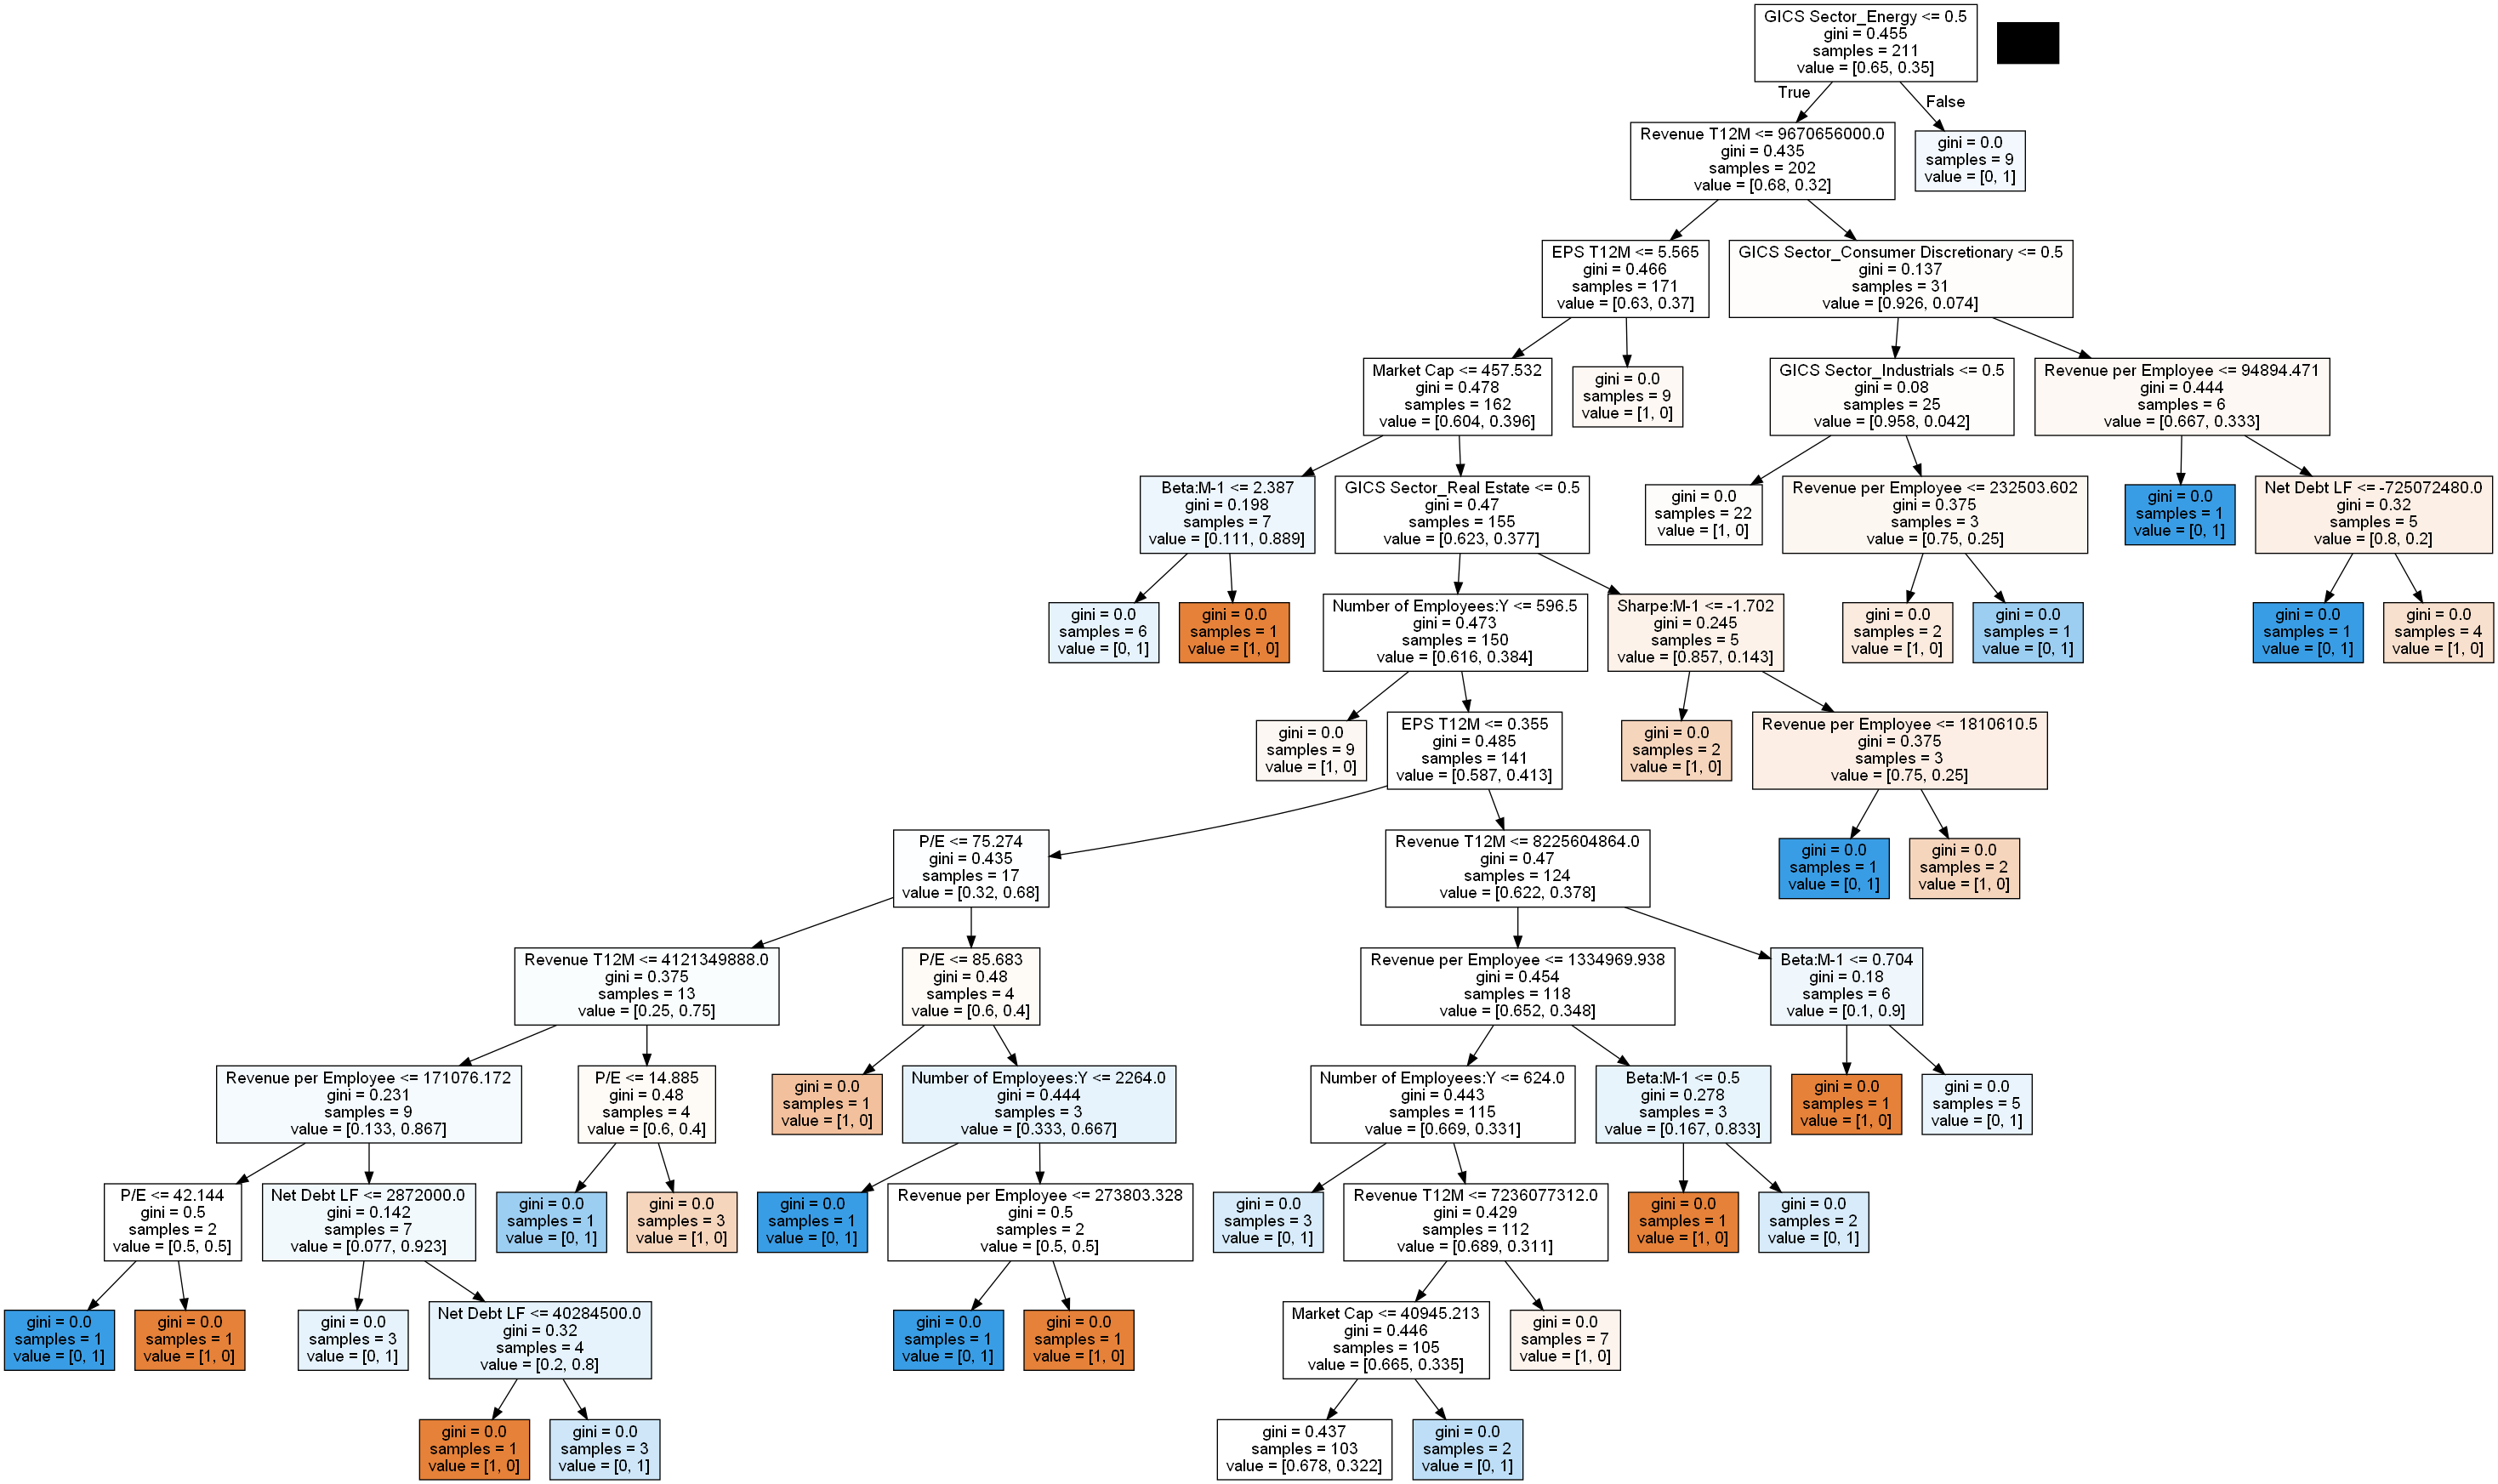 GICS Sector_Energy <= 0.5
gini = 0.455
samples = 211
value = [0.65, 0.35]
True
False
Revenue T12M <= 9670656000.0
gini = 0.435
samples = 202
value = [0.68, 0.32]
gini = 0.0
samples = 9
value = [0, 1]
EPS T12M <= 5.565
gini = 0.466
samples = 171
value = [0.63, 0.37]
GICS Sector_Consumer Discretionary <= 0.5
gini = 0.137
samples = 31
value = [0.926, 0.074]
Market Cap <= 457.532
gini = 0.478
samples = 162
value = [0.604, 0.396]
gini = 0.0
samples = 9
value = [1, 0]
GICS Sector_Industrials <= 0.5
gini = 0.08
samples = 25
value = [0.958, 0.042]
Revenue per Employee <= 94894.471
gini = 0.444
samples = 6
value = [0.667, 0.333]
Beta:M-1 <= 2.387
gini = 0.198
samples = 7
value = [0.111, 0.889]
GICS Sector_Real Estate <= 0.5
gini = 0.47
samples = 155
value = [0.623, 0.377]
gini = 0.0
samples = 22
value = [1, 0]
Revenue per Employee <= 232503.602
gini = 0.375
samples = 3
value = [0.75, 0.25]
gini = 0.0
samples = 1
value = [0, 1]
Net Debt LF <= -725072480.0
gini = 0.32
samples = 5
value = [0.8, 0.2]
gini = 0.0
samples = 6
value = [0, 1]
gini = 0.0
samples = 1
value = [1, 0]
Number of Employees:Y <= 596.5
gini = 0.473
samples = 150
value = [0.616, 0.384]
Sharpe:M-1 <= -1.702
gini = 0.245
samples = 5
value = [0.857, 0.143]
gini = 0.0
samples = 2
value = [1, 0]
gini = 0.0
samples = 1
value = [0, 1]
gini = 0.0
samples = 1
value = [0, 1]
gini = 0.0
samples = 4
value = [1, 0]
gini = 0.0
samples = 9
value = [1, 0]
EPS T12M <= 0.355
gini = 0.485
samples = 141
value = [0.587, 0.413]
gini = 0.0
samples = 2
value = [1, 0]
Revenue per Employee <= 1810610.5
gini = 0.375
samples = 3
value = [0.75, 0.25]
P/E <= 75.274
gini = 0.435
samples = 17
value = [0.32, 0.68]
Revenue T12M <= 8225604864.0
gini = 0.47
samples = 124
value = [0.622, 0.378]
gini = 0.0
samples = 1
value = [0, 1]
gini = 0.0
samples = 2
value = [1, 0]
Revenue T12M <= 4121349888.0
gini = 0.375
samples = 13
value = [0.25, 0.75]
P/E <= 85.683
gini = 0.48
samples = 4
value = [0.6, 0.4]
Revenue per Employee <= 1334969.938
gini = 0.454
samples = 118
value = [0.652, 0.348]
Beta:M-1 <= 0.704
gini = 0.18
samples = 6
value = [0.1, 0.9]
Revenue per Employee <= 171076.172
gini = 0.231
samples = 9
value = [0.133, 0.867]
P/E <= 14.885
gini = 0.48
samples = 4
value = [0.6, 0.4]
gini = 0.0
samples = 1
value = [1, 0]
Number of Employees:Y <= 2264.0
gini = 0.444
samples = 3
value = [0.333, 0.667]
Number of Employees:Y <= 624.0
gini = 0.443
samples = 115
value = [0.669, 0.331]
Beta:M-1 <= 0.5
gini = 0.278
samples = 3
value = [0.167, 0.833]
gini = 0.0
samples = 1
value = [1, 0]
gini = 0.0
samples = 5
value = [0, 1]
P/E <= 42.144
gini = 0.5
samples = 2
value = [0.5, 0.5]
Net Debt LF <= 2872000.0
gini = 0.142
samples = 7
value = [0.077, 0.923]
gini = 0.0
samples = 1
value = [0, 1]
gini = 0.0
samples = 3
value = [1, 0]
gini = 0.0
samples = 1
value = [0, 1]
Revenue per Employee <= 273803.328
gini = 0.5
samples = 2
value = [0.5, 0.5]
gini = 0.0
samples = 3
value = [0, 1]
Revenue T12M <= 7236077312.0
gini = 0.429
samples = 112
value = [0.689, 0.311]
gini = 0.0
samples = 1
value = [1, 0]
gini = 0.0
samples = 2
value = [0, 1]
gini = 0.0
samples = 1
value = [0, 1]
gini = 0.0
samples = 1
value = [1, 0]
gini = 0.0
samples = 3
value = [0, 1]
Net Debt LF <= 40284500.0
gini = 0.32
samples = 4
value = [0.2, 0.8]
gini = 0.0
samples = 1
value = [0, 1]
gini = 0.0
samples = 1
value = [1, 0]
Market Cap <= 40945.213
gini = 0.446
samples = 105
value = [0.665, 0.335]
gini = 0.0
samples = 7
value = [1, 0]
gini = 0.0
samples = 1
value = [1, 0]
gini = 0.0
samples = 3
value = [0, 1]
gini = 0.437
samples = 103
value = [0.678, 0.322]
gini = 0.0
samples = 2
value = [0, 1]